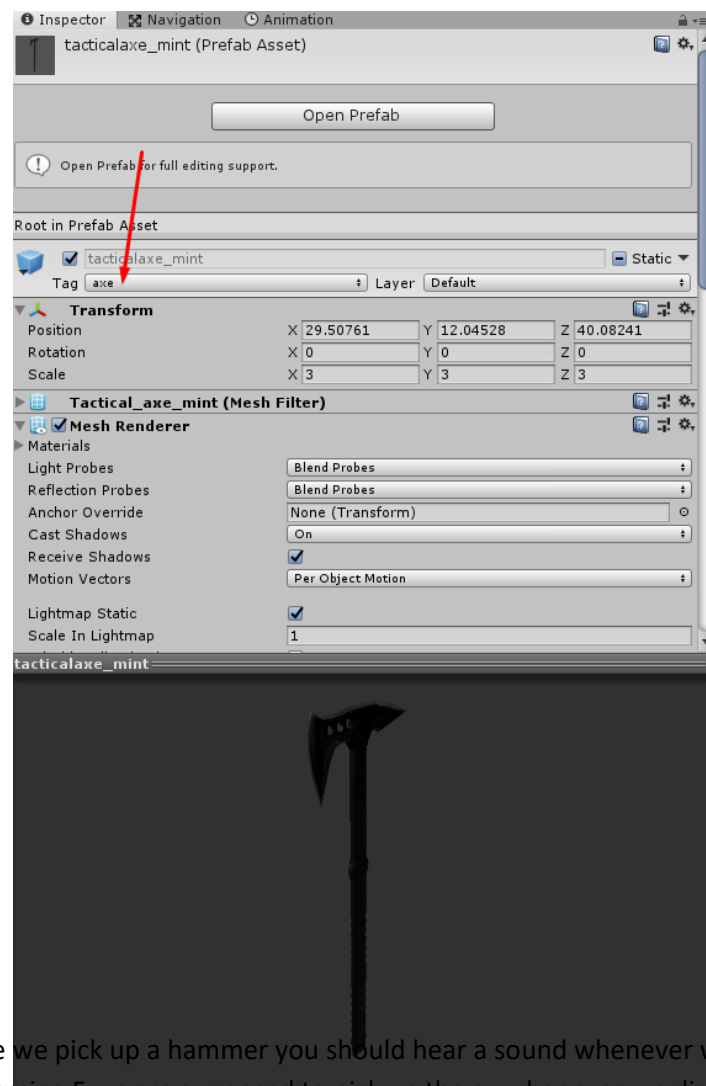 Inspector Navigation Animation
tacticalaxe_mint (Prefab Asset)
Open Prefab
Open Prefab for full editing support.
Root in Prefab Asset
tacticalaxe_mint Static
Tag axe Layer Default
Transform
Position X 29.50761 Y 12.04528 Z 40.08241
Rotation X 0 Y 0 Z 0
Scale X 3 Y 3 Z 3
Tactical_axe_mint (Mesh Filter)
Mesh Renderer
Materials
Light Probes Blend Probes
Reflection Probes Blend Probes
Anchor Override None (Transform)
Cast Shadows On
Receive Shadows
Motion Vectors Per Object Motion
Lightmap Static
Scale In Lightmap 1
tacticalaxe_mint
we pick up a hammer you should hear a sound whenever